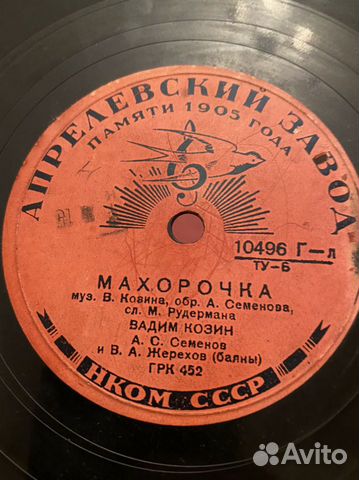 АПРЕЛЕВСКИЙ ЗАВОД
ПАМЯТИ 1905 ГОДА
10496 Г-л
ТУ-Б
МАХОРОЧКА
муз. В. Козина, обр. А. Семенова,
сл. М. Рудермана
ВАДИМ КОЗИН
А. С. Семенов
и В. А. Жерехов (баяны)
ГРК 452
НКОМ СССР
Avito